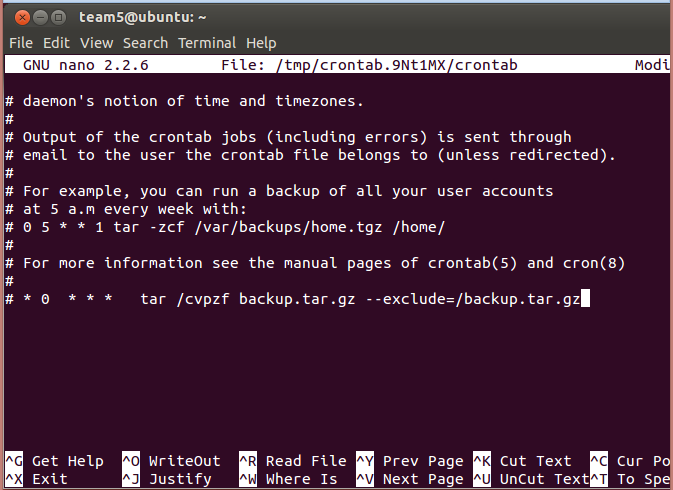 team5@ubuntu: ~
File Edit View Search Terminal Help
GNU nano 2.2.6 File: /tmp/crontab.9Nt1MX/crontab Modi
# daemon's notion of time and timezones.
#
# Output of the crontab jobs (including errors) is sent through
# email to the user the crontab file belongs to (unless redirected).
#
# For example, you can run a backup of all your user accounts
# at 5 a.m every week with:
# 0 5 * * 1 tar -zcf /var/backups/home.tgz /home/
#
# For more information see the manual pages of crontab(5) and cron(8)
#
# * 0  * * *   tar /cvpzf backup.tar.gz --exclude=/backup.tar.gz
^G Get Help ^O WriteOut ^R Read File ^Y Prev Page ^K Cut Text ^C Cur Po
^X Exit ^J Justify ^W Where Is ^V Next Page ^U UnCut Text ^T To Spe